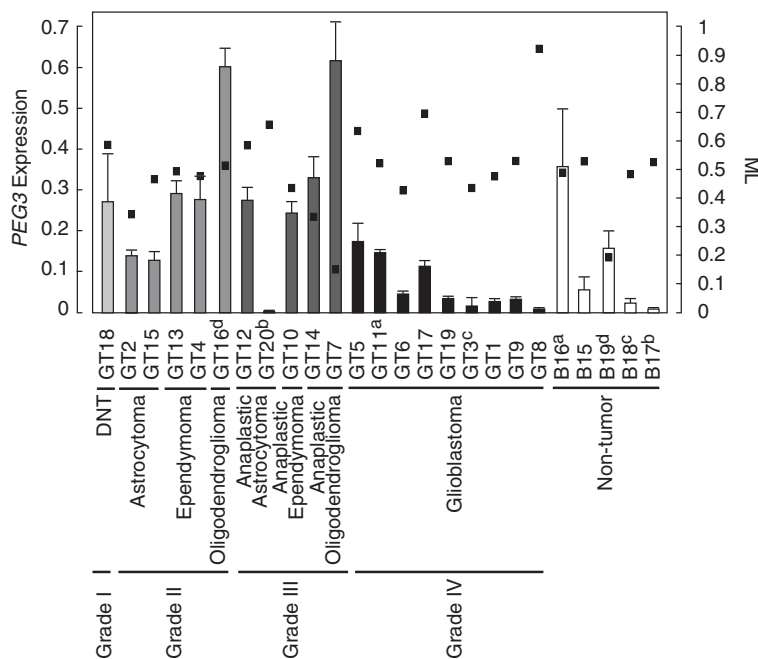 0.7
0.6
0.5
0.4
0.3
0.2
0.1
0
PEG3 Expression
1
0.9
0.8
0.7
0.6
0.5
0.4
0.3
0.2
0.1
0
ML
GT18
GT2
GT15
GT13
GT4
GT16d
GT12
GT20b
GT10
GT14
GT7
GT5
GT11a
GT6
GT17
GT19
GT3c
GT1
GT9
GT8
B16a
B15
B19d
B18c
B17b
DNT
Astrocytoma
Ependymoma
Oligodendroglioma
Anaplastic
Astrocytoma
Anaplastic
Ependymoma
Anaplastic
Oligodendroglioma
Glioblastoma
Non-tumor
Grade I
Grade II
Grade III
Grade IV